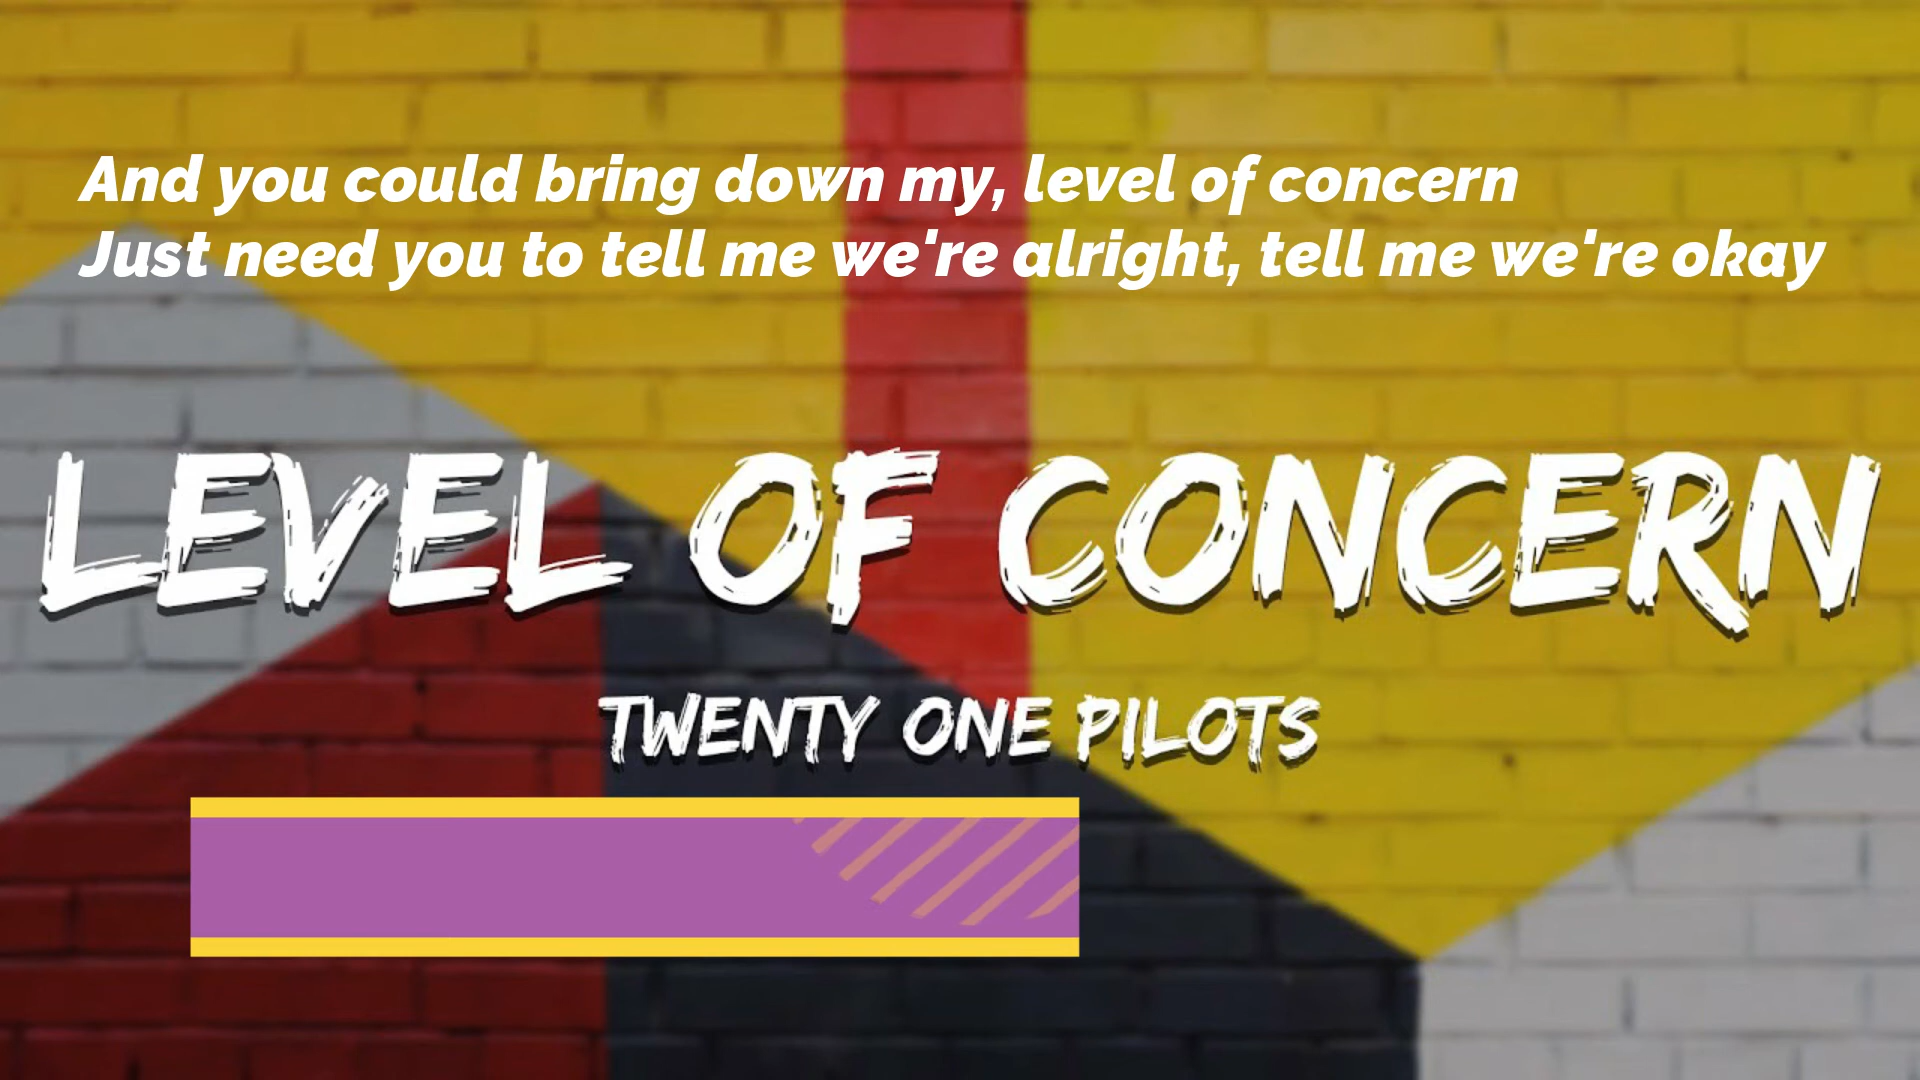 And you could bring down my, level of concern
Just need you to tell me we're alright, tell me we're okay
LEVEL OF CONCERN
TWENTY ONE PILOTS